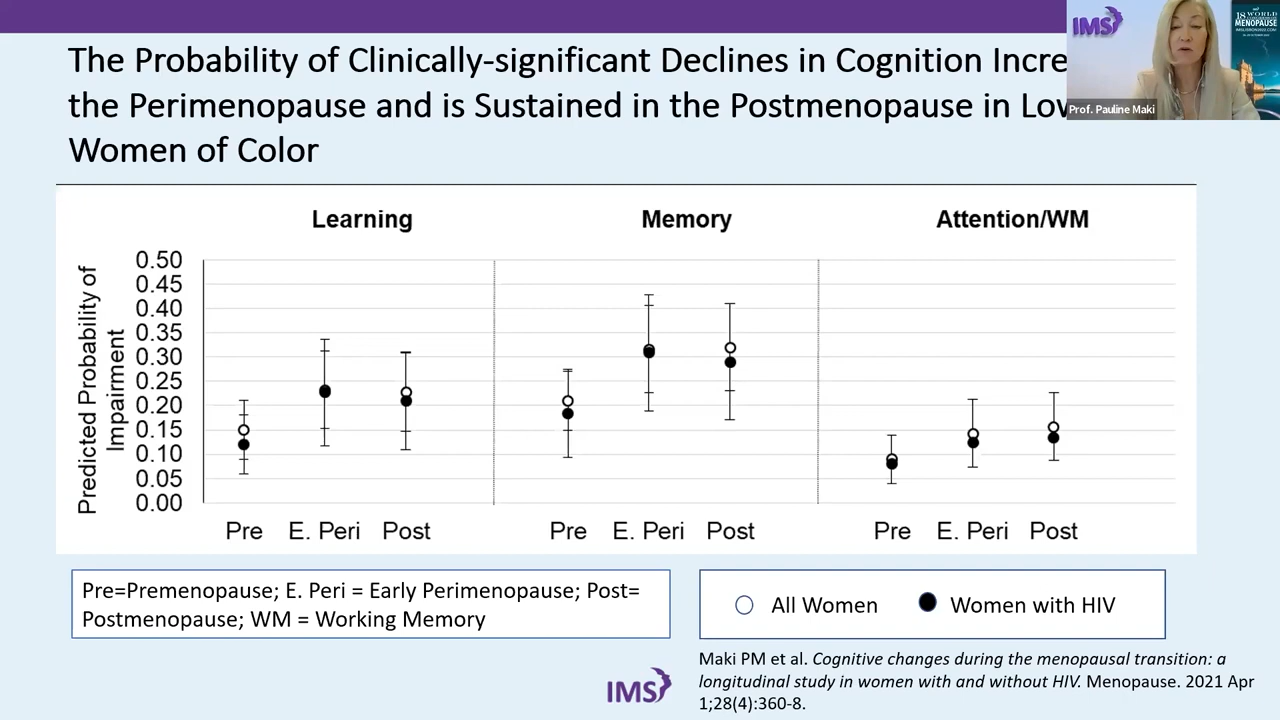 The Probability of Clinically-significant Declines in Cognition Incre
the Perimenopause and is Sustained in the Postmenopause in Lov
Women of Color
IMS
18 WORLD
MENOPAUSE
Prof. Pauline Maki
Learning
Memory
Attention/WM
Predicted Probability of
Impairment
0.50
0.45
0.40
0.35
0.30
0.25
0.20
0.15
0.10
0.05
0.00
Pre E. Peri Post
Pre E. Peri Post
Pre E. Peri Post
Pre=Premenopause; E. Peri = Early Perimenopause; Post=
Postmenopause; WM = Working Memory
All Women
Women with HIV
Maki PM et al. Cognitive changes during the menopausal transition: a
longitudinal study in women with and without HIV. Menopause. 2021 Apr
1;28(4):360-8.
IMS